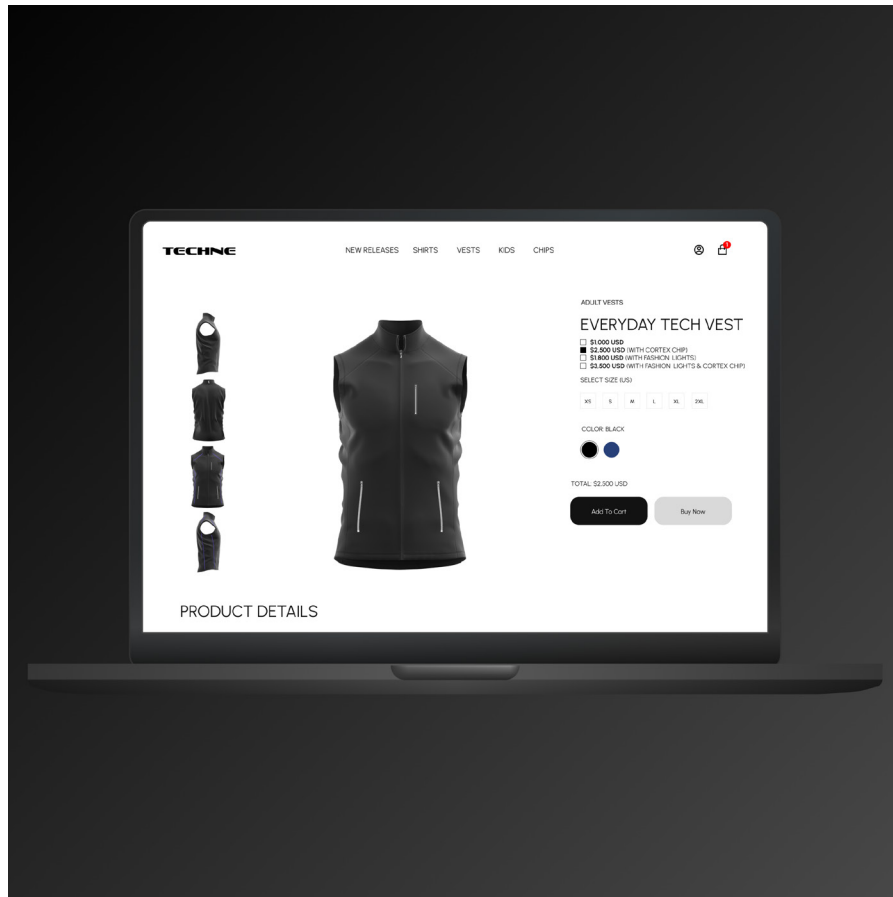 TECHNE
NEW RELEASES SHIRTS VESTS KIDS CHIPS
1
ADULT VESTS
EVERYDAY TECH VEST
$1,000 USD
$2,500 USD (WITH CORTEX CHIP)
$1,800 USD (WITH FASHION LIGHTS)
$3,500 USD (WITH FASHION LIGHTS & CORTEX CHIP)
SELECT SIZE (US)
XS S M L XL 2XL
COLOR: BLACK
TOTAL: $2,500 USD
Add To Cart Buy Now
PRODUCT DETAILS